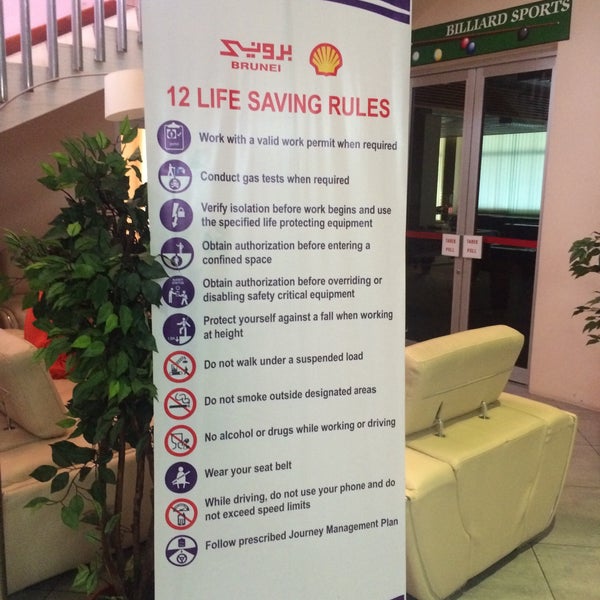 بروني
BRUNEI
12 LIFE SAVING RULES
Work with a valid work permit when required
Conduct gas tests when required
Verify isolation before work begins and use
the specified life protecting equipment
Obtain authorization before entering a
confined space
Obtain authorization before overriding or
disabling safety critical equipment
Protect yourself against a fall when working
at height
Do not walk under a suspended load
Do not smoke outside designated areas
No alcohol or drugs while working or driving
Wear your seat belt
While driving, do not use your phone and do
not exceed speed limits
Follow prescribed Journey Management Plan
BILLIARD SPORTS
TAREK
PULL
TAREK
PULL